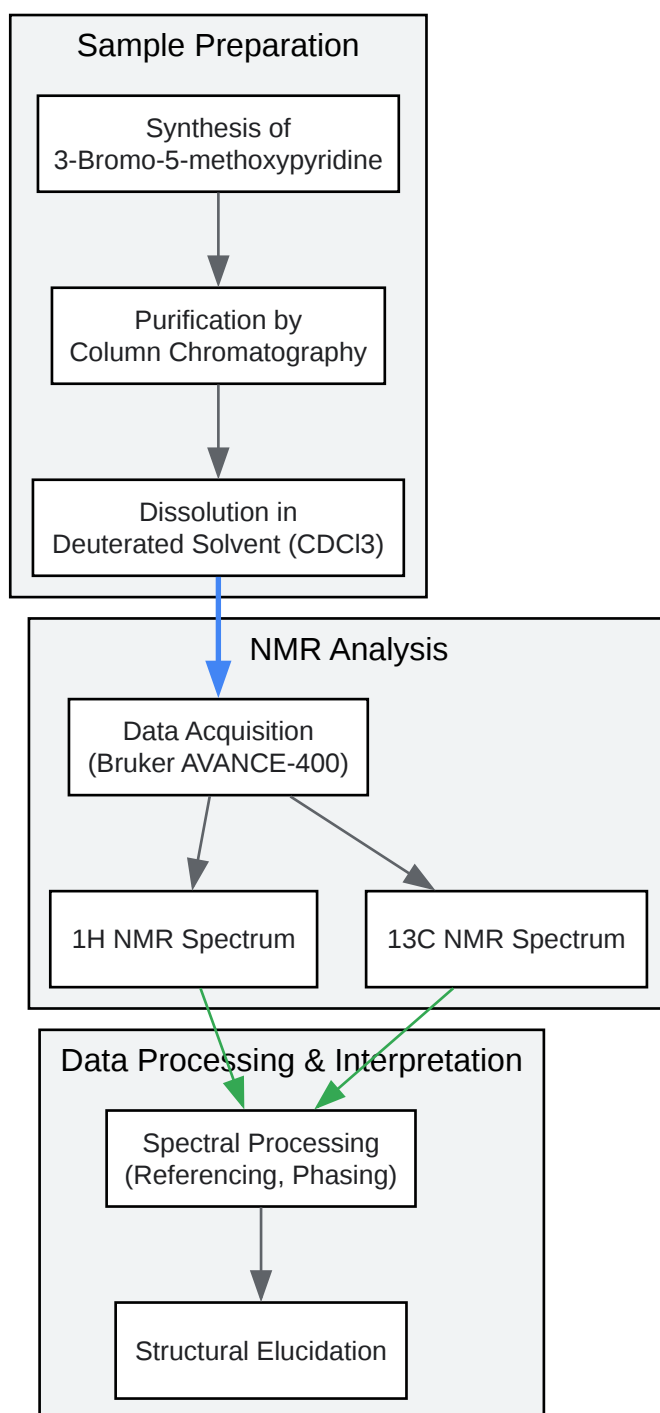 Sample Preparation
Synthesis of
3-Bromo-5-methoxypyridine
Purification by
Column Chromatography
Dissolution in
Deuterated Solvent (CDCl3)
NMR Analysis
Data Acquisition
(Bruker AVANCE-400)
1H NMR Spectrum
13C NMR Spectrum
Data Processing & Interpretation
Spectral Processing
(Referencing, Phasing)
Structural Elucidation